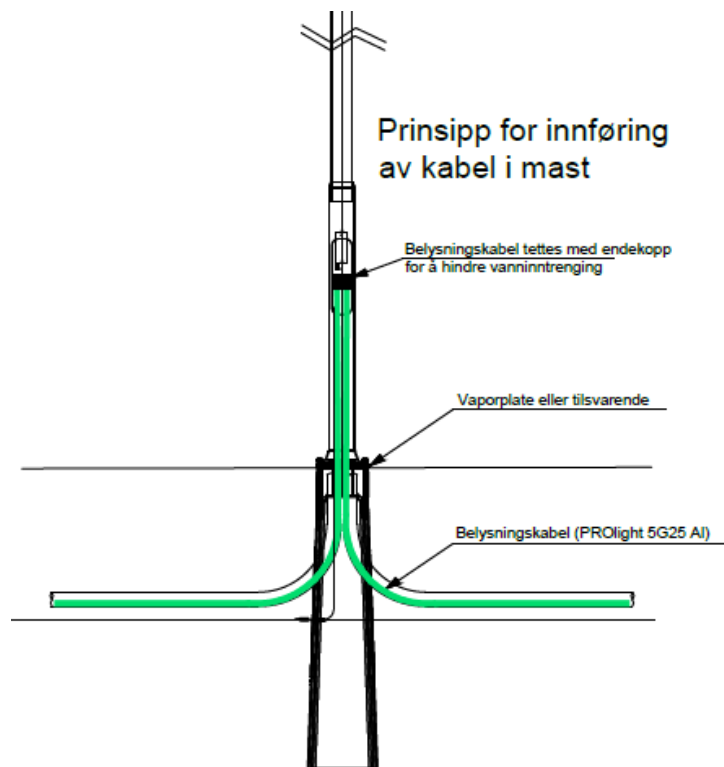 Prinsipp for innføring
av kabel i mast
Belysningskabel tettes med endekopp
for å hindre vanninntrenging
Vaporplate eller tilsvarende
Belysningskabel (PROlight 5G25 Al)